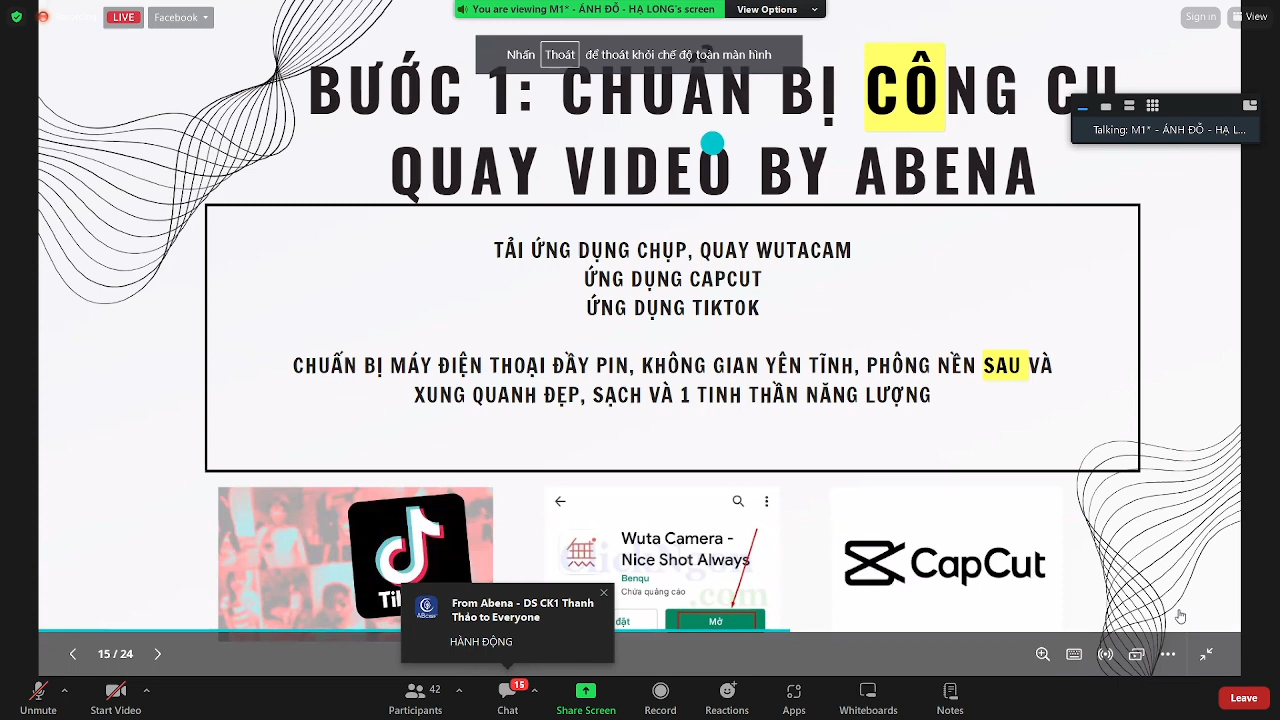 LIVE
Facebook
You are viewing M1* - ÁNH ĐỖ - HẠ LONG's screen
View Options
Sign in
View
Nhấn Thoát để thoát khỏi chế độ toàn màn hình
BƯỚC 1: CHUẨN BỊ CÔNG CỤ
QUAY VIDEO BY ABENA
Talking: M1* - ÁNH ĐỖ - HẠ L...
TẢI ỨNG DỤNG CHỤP, QUAY WUTACAM
ỨNG DỤNG CAPCUT
ỨNG DỤNG TIKTOK
CHUẨN BỊ MÁY ĐIỆN THOẠI ĐẦY PIN, KHÔNG GIAN YÊN TĨNH, PHÔNG NỀN SAU VÀ
XUNG QUANH ĐẸP, SẠCH VÀ 1 TINH THẦN NĂNG LƯỢNG
Wuta Camera -
Nice Shot Always
Benqu
Chứa quảng cáo
.com
đặt
Mở
CapCut
From Abena - DS CK1 Thanh
Thảo to Everyone
HÀNH ĐỘNG
15 / 24
Unmute
Start Video
42
Participants
15
Chat
Share Screen
Record
Reactions
Apps
Whiteboards
Notes
Leave